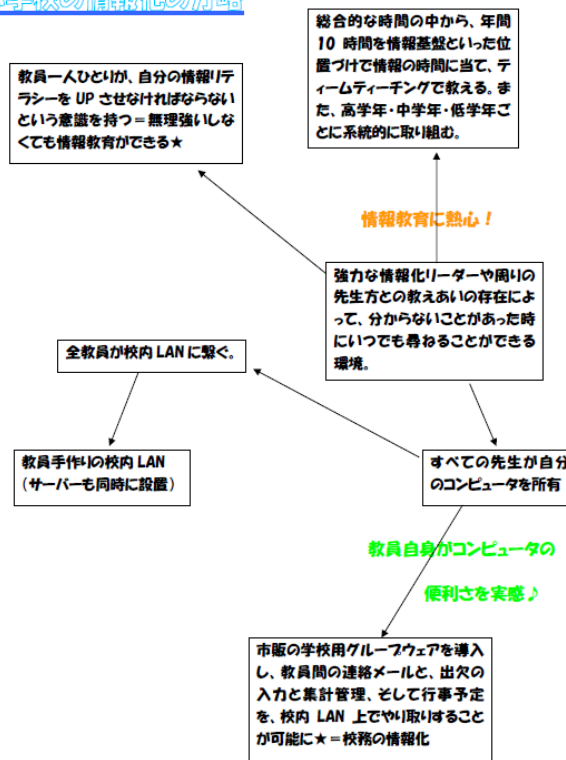 学校の情報化の方略
総合的な時間の中から、年間
10 時間を情報基盤といった位
置づけで情報の時間に当て、テ
ィームティーチングで教える。ま
た、高学年・中学年・低学年ご
とに系統的に取り組む。
教員一人ひとりが、自分の情報リテ
ラシーを UP させなければならない
という意識を持つ＝無理強いしな
くても情報教育ができる★
情報教育に熱心！
強力な情報化リーダーや周りの
先生方との教えあいの存在によ
って、分からないことがあった時
にいつでも尋ねることができる
環境。
全教員が校内 LAN に繋ぐ。
教員手作りの校内 LAN
（サーバーも同時に設置）
すべての先生が自分
のコンピュータを所有
教員自身がコンピュータの
便利さを実感♪
市販の学校用グループウェアを導入
し、教員間の連絡メールと、出欠の
入力と集計管理、そして行事予定
を、校内 LAN 上でやり取りすること
が可能に★＝校務の情報化